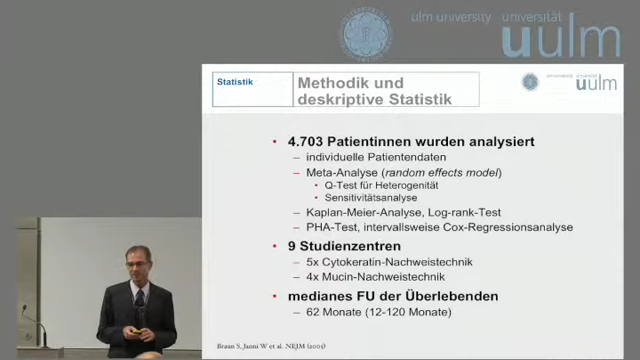 ulm university universität
uulm
Statistik
Methodik und
deskriptive Statistik
uulm
• 4.703 Patientinnen wurden analysiert
– individuelle Patientendaten
– Meta-Analyse (random effects model)
• Q-Test für Heterogenität
• Sensitivitätsanalyse
– Kaplan-Meier-Analyse, Log-rank-Test
– PHA-Test, intervallsweise Cox-Regressionsanalyse
• 9 Studienzentren
– 5x Cytokeratin-Nachweistechnik
– 4x Mucin-Nachweistechnik
• medianes FU der Überlebenden
– 62 Monate (12-120 Monate)
Braun S, Janni W et al. NEJM (2005)